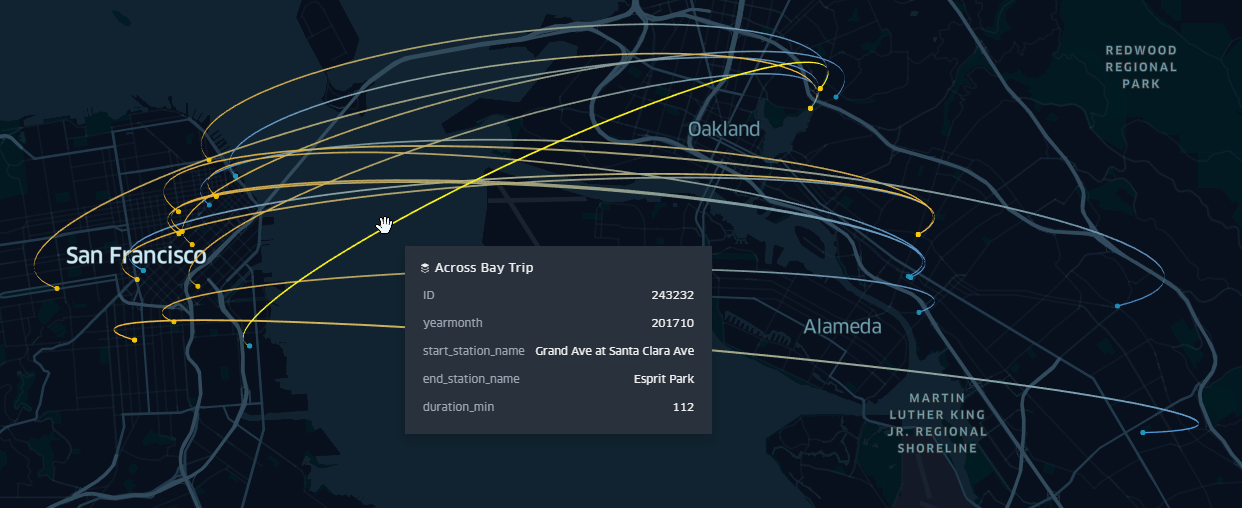 REDWOOD
REGIONAL
PARK
Oakland
San Francisco
Across Bay Trip
ID 243232
yearmonth 201710
start_station_name Grand Ave at Santa Clara Ave
end_station_name Esprit Park
duration_min 112
Alameda
MARTIN
LUTHER KING
JR. REGIONAL
SHORELINE